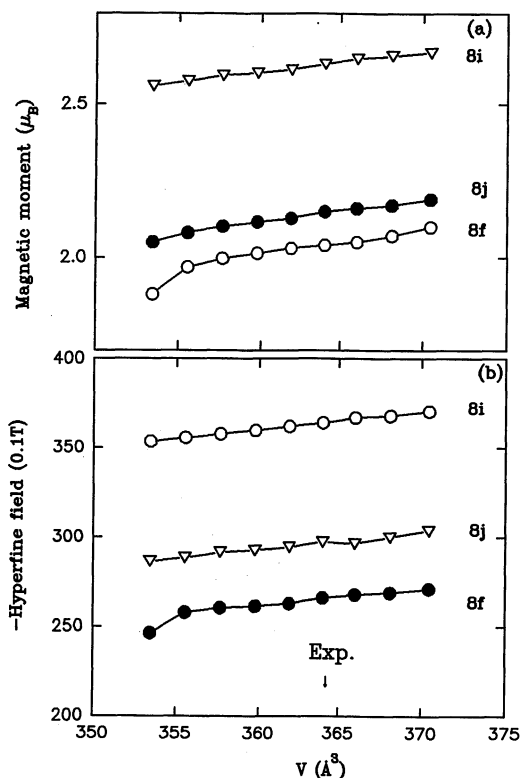 (a)
8i
2.5
8j
8f
2.0
Magnetic moment (μB)
400
(b)
8i
350
8j
300
8f
250
Exp.
↓
200
-Hyperfine field (0.1T)
350 355 360 365 370 375
V (Å³)